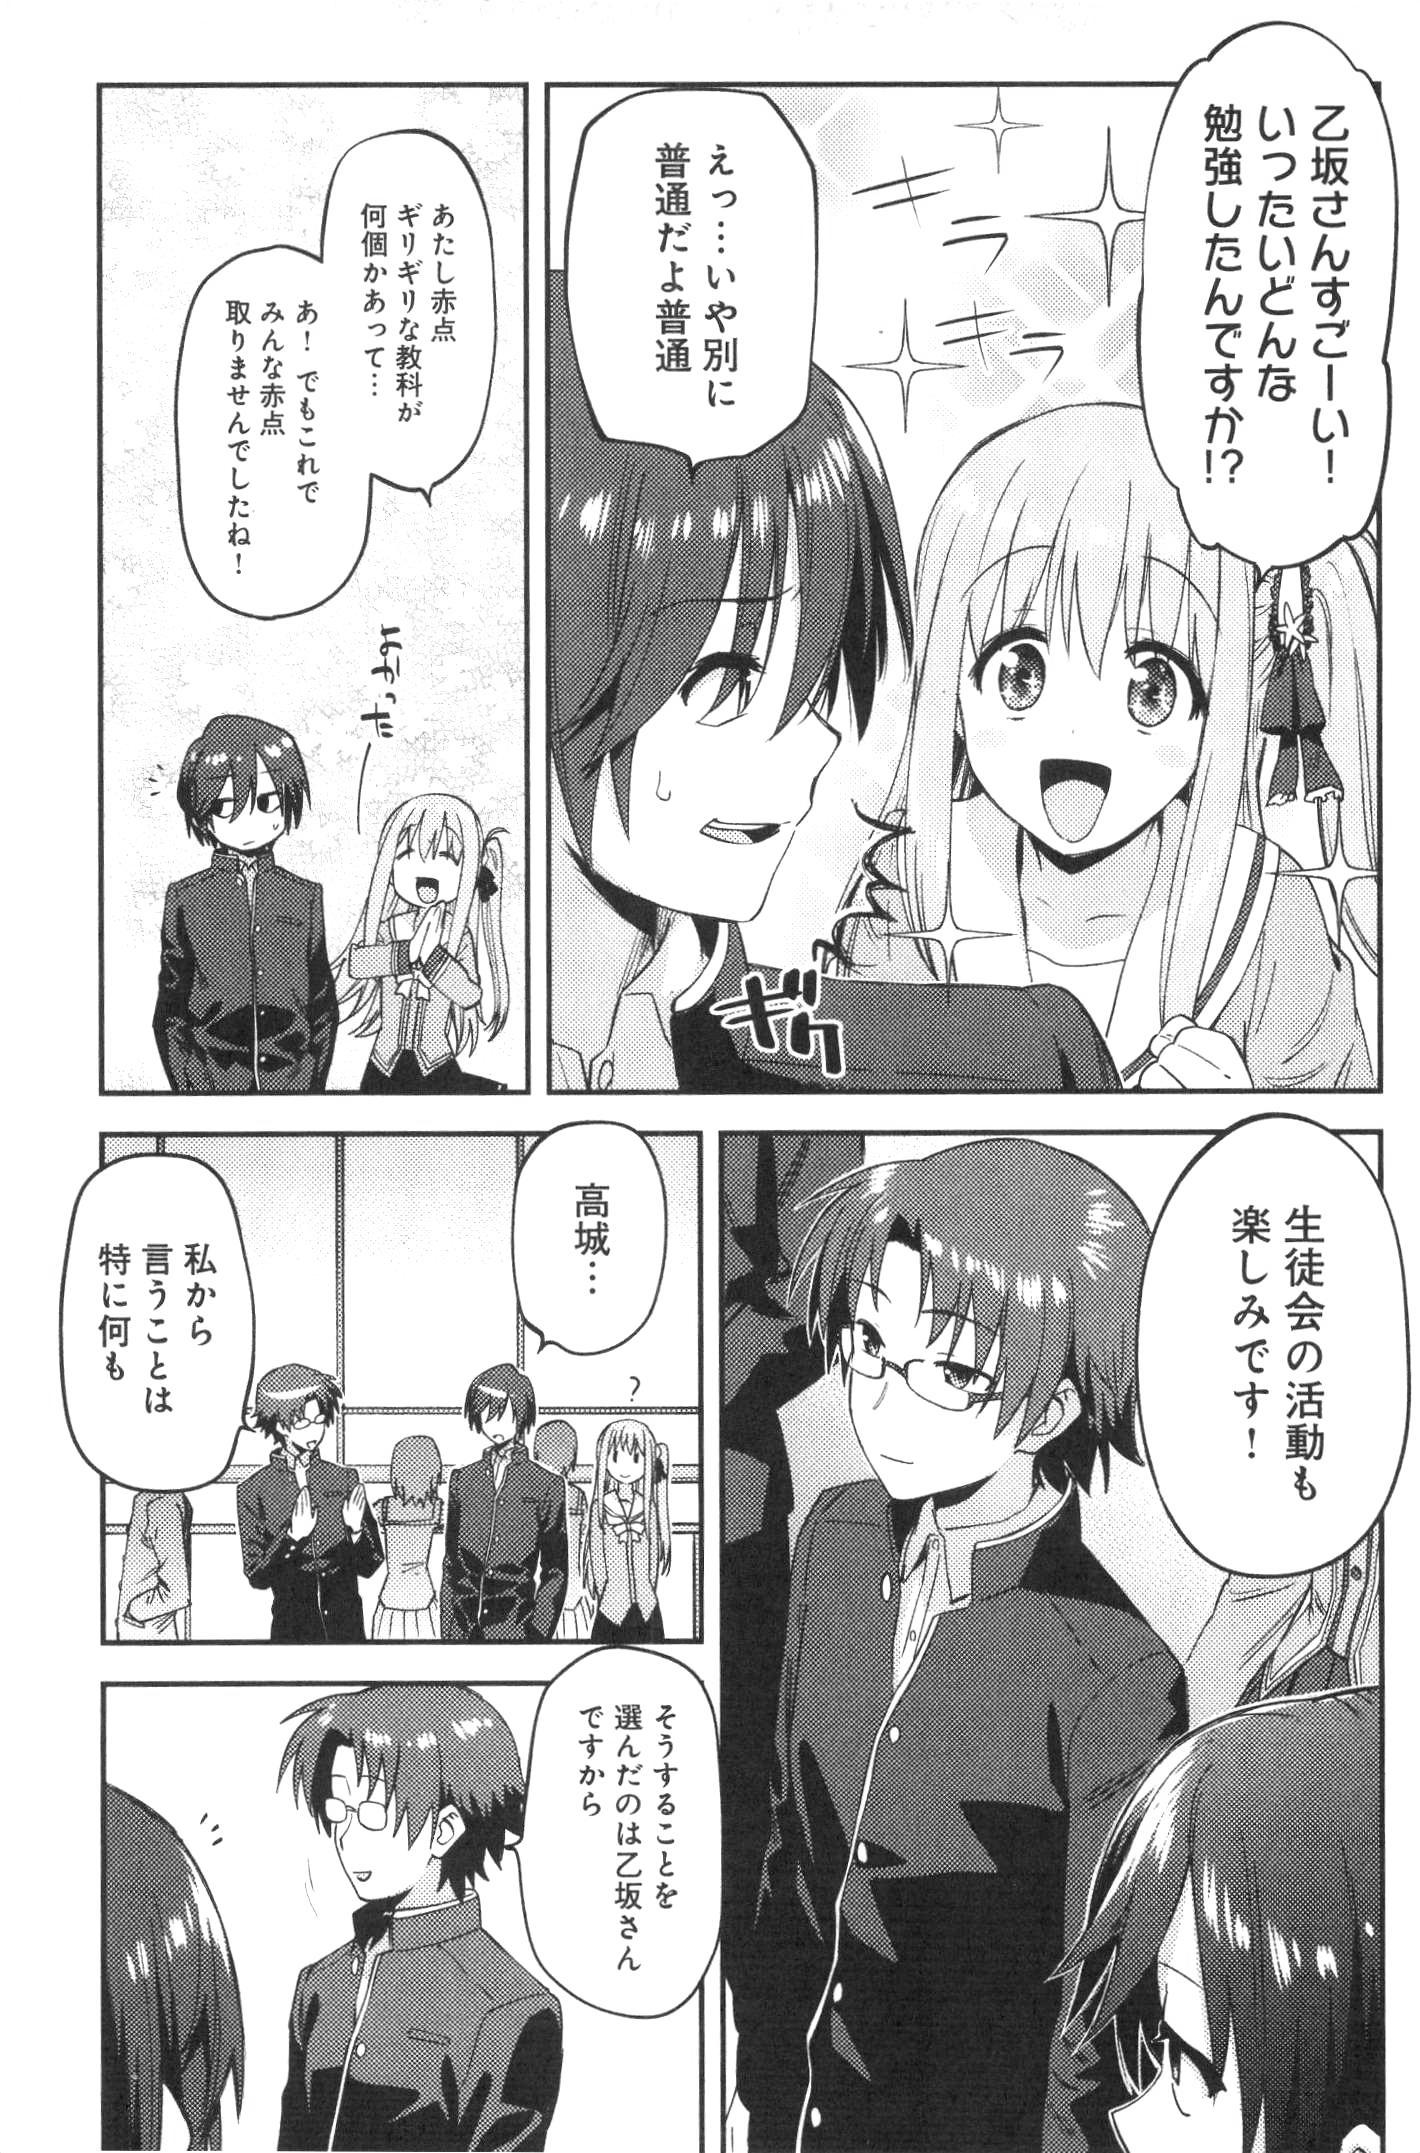 乙坂さんすごーい！
いったいどんな
勉強したんですか!?
キラ
キラ
えっ…いや別に
普通だよ普通
ギク
あたし赤点
ギリギリな教科が
何個かあって…
あ！でもこれで
みんな赤点
取りませんでしたね！
よかったー
生徒会の活動も
楽しみです！
高城…
?
私から
言うことは
特に何も
そうすることを
選んだのは乙坂さん
ですから